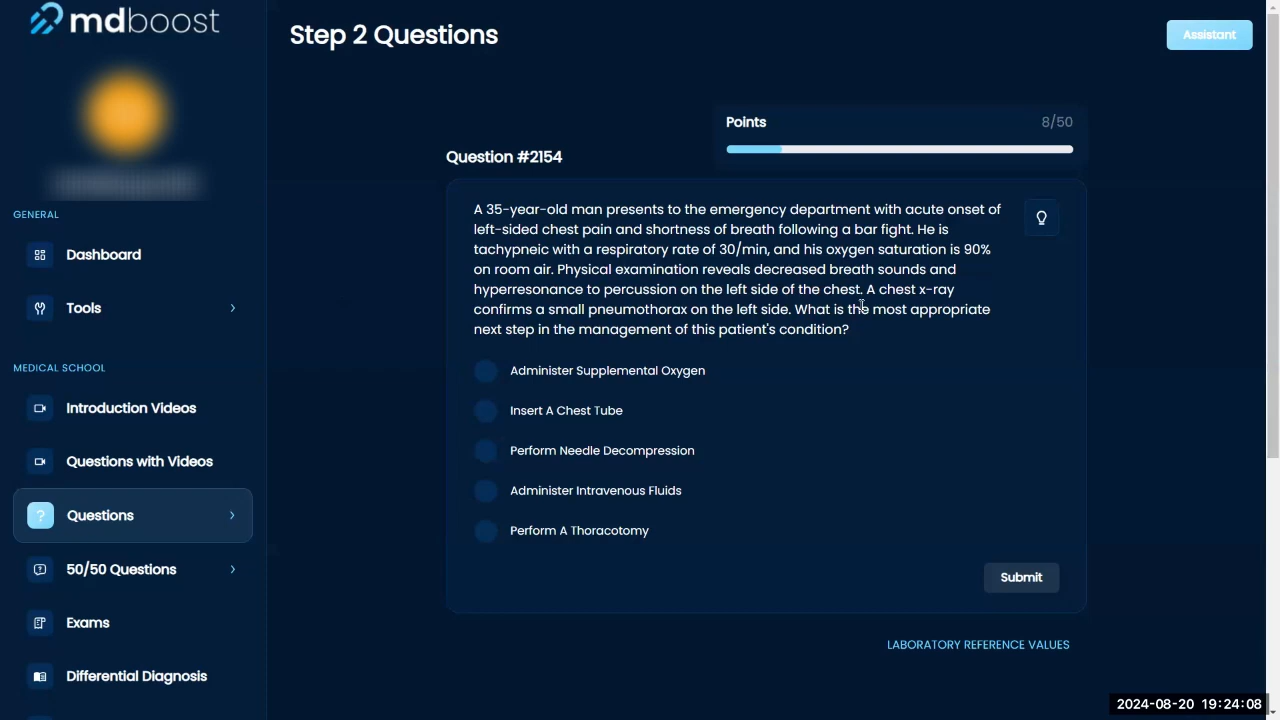 mdboost
Step 2 Questions
Assistant
Points
8/50
Question #2154
A 35-year-old man presents to the emergency department with acute onset of
left-sided chest pain and shortness of breath following a bar fight. He is
tachypneic with a respiratory rate of 30/min, and his oxygen saturation is 90%
on room air. Physical examination reveals decreased breath sounds and
hyperresonance to percussion on the left side of the chest. A chest x-ray
confirms a small pneumothorax on the left side. What is the most appropriate
next step in the management of this patient's condition?
Administer Supplemental Oxygen
Insert A Chest Tube
Perform Needle Decompression
Administer Intravenous Fluids
Perform A Thoracotomy
Submit
LABORATORY REFERENCE VALUES
GENERAL
Dashboard
Tools
MEDICAL SCHOOL
Introduction Videos
Questions with Videos
Questions
50/50 Questions
Exams
Differential Diagnosis
2024-08-20 19:24:08